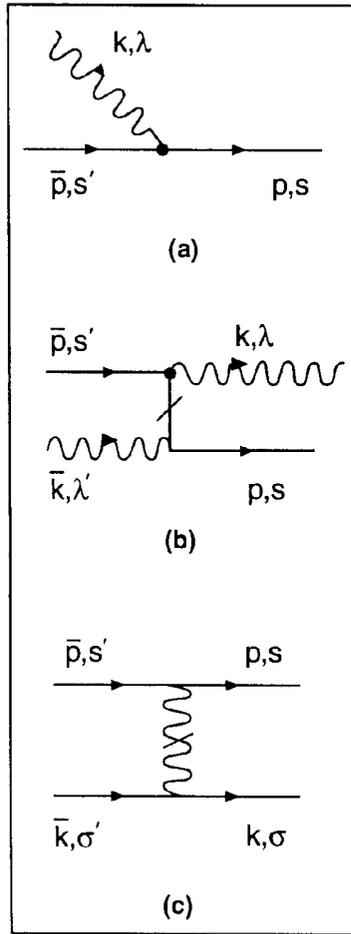 k,λ
p̄,s′ p,s
(a)
p̄,s′ k,λ
k̄,λ′ p,s
(b)
p̄,s′ p,s
k̄,σ′ k,σ
(c)